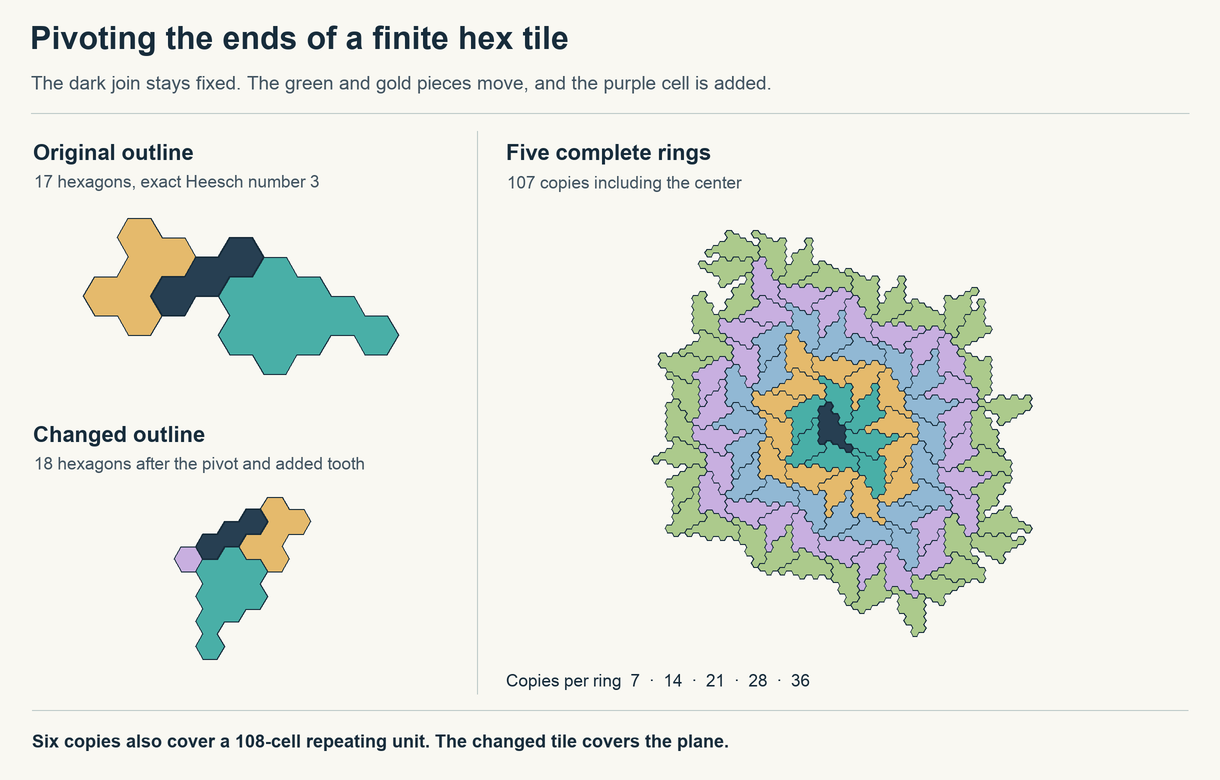 Pivoting the ends of a finite hex tile
The dark join stays fixed. The green and gold pieces move, and the purple cell is added.
Original outline
17 hexagons, exact Heesch number 3
Changed outline
18 hexagons after the pivot and added tooth
Five complete rings
107 copies including the center
Copies per ring 7 · 14 · 21 · 28 · 36
Six copies also cover a 108-cell repeating unit. The changed tile covers the plane.